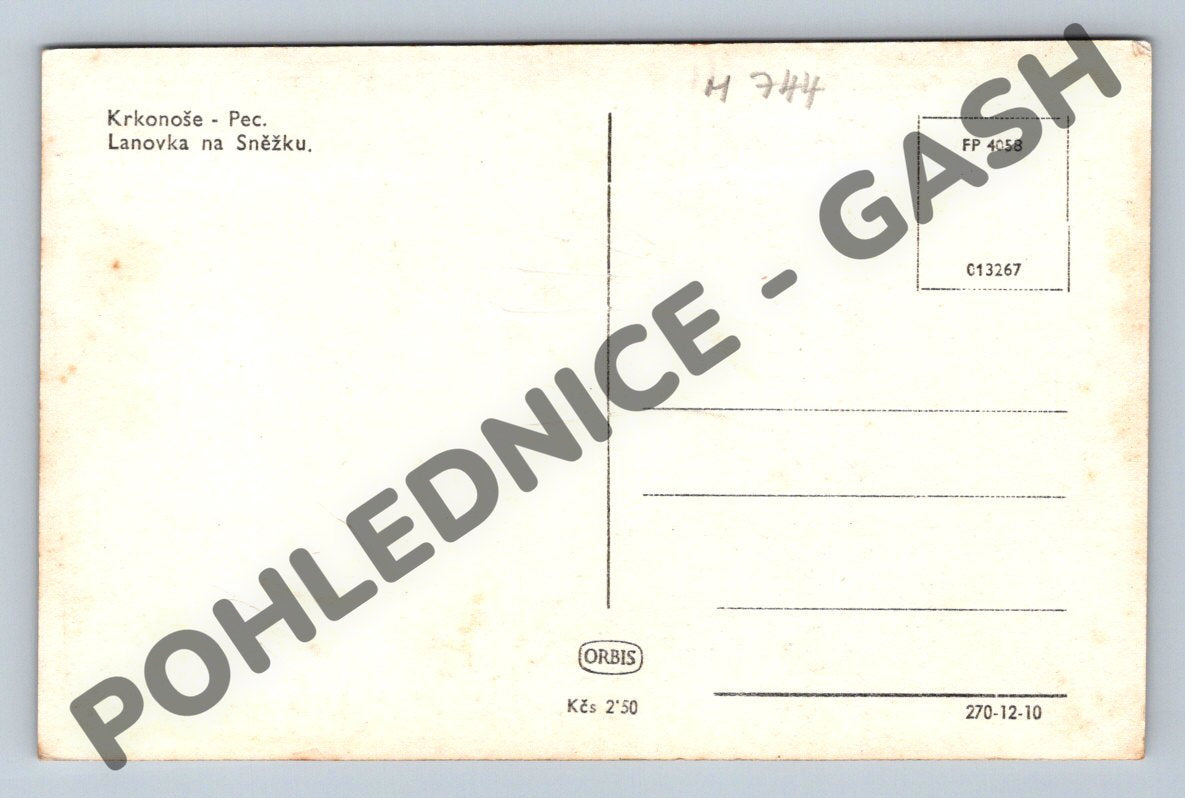 Krkonoše - Pec.
Lanovka na Sněžku.
M 744
FP 4058
013267
POHLEDNICE - GASH
ORBIS
Kčs 2'50
270-12-10